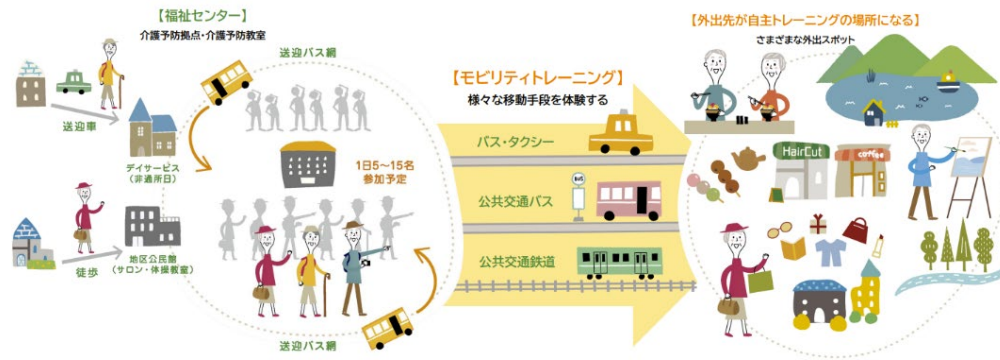 【福祉センター】
介護予防拠点・介護予防教室
送迎バス網
送迎車
デイサービス
(非通所日)
1日5～15名
参加予定
徒歩
地区公民館
(サロン・体操教室)
送迎バス網
【モビリティトレーニング】
様々な移動手段を体験する
バス・タクシー
BUS
公共交通バス
公共交通鉄道
【外出先が自主トレーニングの場所になる】
さまざまな外出スポット
HairCut
coffee